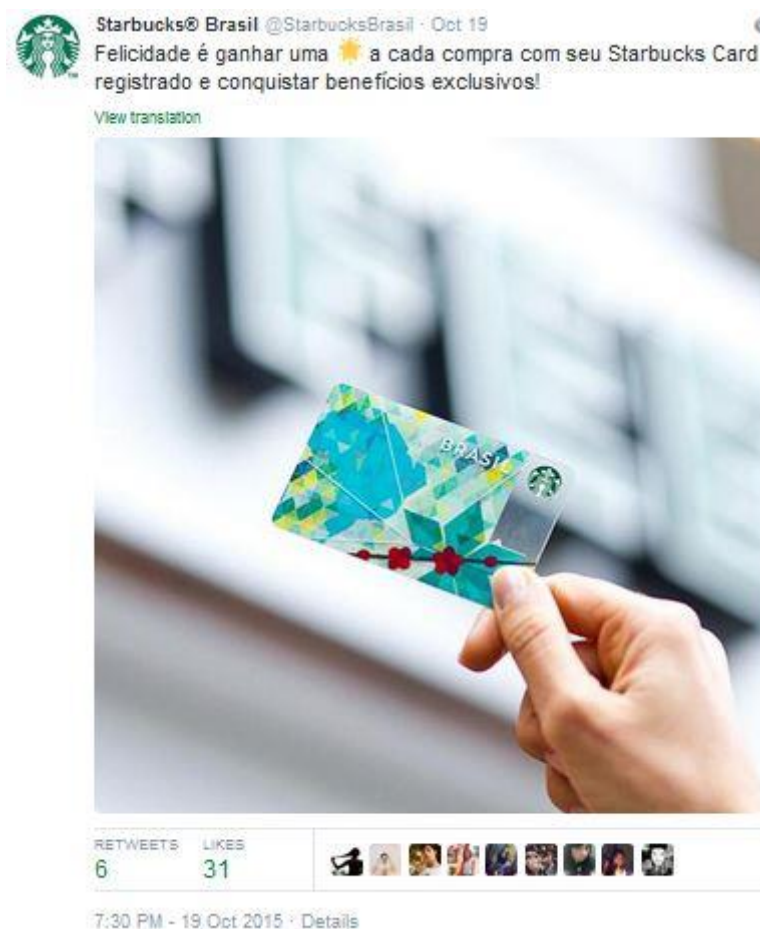 Starbucks® Brasil @StarbucksBrasil · Oct 19
Felicidade é ganhar uma ☀ a cada compra com seu Starbucks Card
registrado e conquistar benefícios exclusivos!
View translation
BRASIL
RETWEETS LIKES
6 31
7:30 PM - 19 Oct 2015 · Details